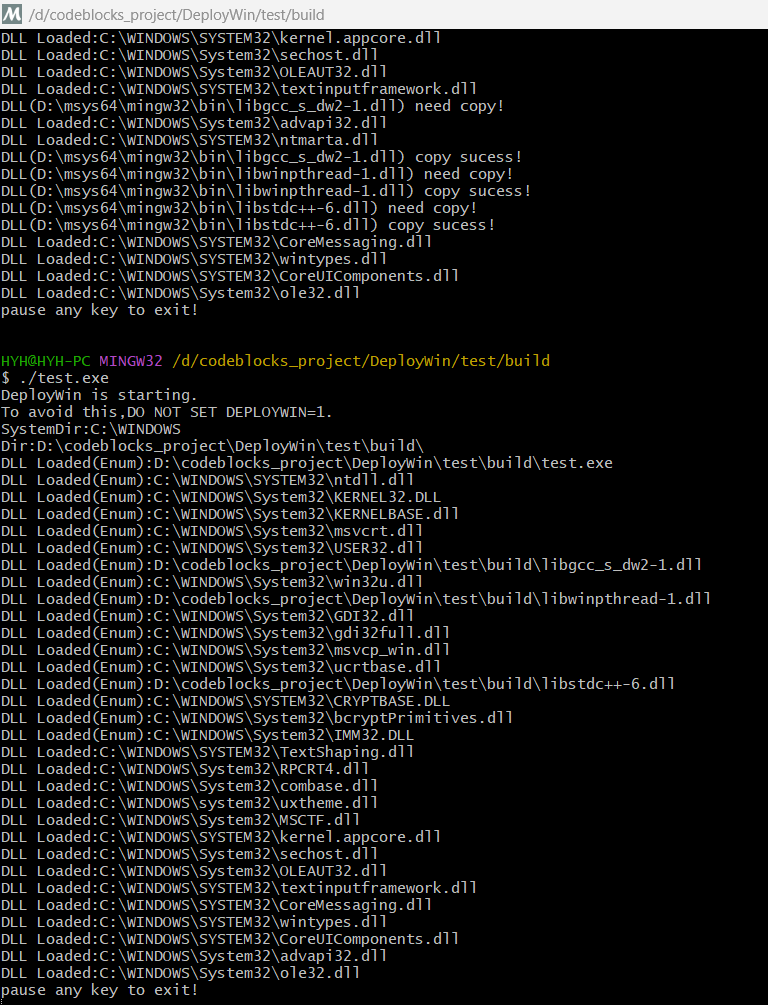 M /d/codeblocks_project/DeployWin/test/build
DLL Loaded:C:\WINDOWS\SYSTEM32\kernel.appcore.dll
DLL Loaded:C:\WINDOWS\System32\sechost.dll
DLL Loaded:C:\WINDOWS\System32\OLEAUT32.dll
DLL Loaded:C:\WINDOWS\SYSTEM32\textinputframework.dll
DLL(D:\msys64\mingw32\bin\libgcc_s_dw2-1.dll) need copy!
DLL Loaded:C:\WINDOWS\System32\advapi32.dll
DLL Loaded:C:\WINDOWS\SYSTEM32\ntmarta.dll
DLL(D:\msys64\mingw32\bin\libgcc_s_dw2-1.dll) copy sucess!
DLL(D:\msys64\mingw32\bin\libwinpthread-1.dll) need copy!
DLL(D:\msys64\mingw32\bin\libwinpthread-1.dll) copy sucess!
DLL(D:\msys64\mingw32\bin\libstdc++-6.dll) need copy!
DLL(D:\msys64\mingw32\bin\libstdc++-6.dll) copy sucess!
DLL Loaded:C:\WINDOWS\SYSTEM32\CoreMessaging.dll
DLL Loaded:C:\WINDOWS\SYSTEM32\wintypes.dll
DLL Loaded:C:\WINDOWS\SYSTEM32\CoreUIComponents.dll
DLL Loaded:C:\WINDOWS\System32\ole32.dll
pause any key to exit!
HYH@HYH-PC MINGW32 /d/codeblocks_project/DeployWin/test/build
$ ./test.exe
DeployWin is starting.
To avoid this,DO NOT SET DEPLOYWIN=1.
SystemDir:C:\WINDOWS
Dir:D:\codeblocks_project\DeployWin\test\build\
DLL Loaded(Enum):D:\codeblocks_project\DeployWin\test\build\test.exe
DLL Loaded(Enum):C:\WINDOWS\SYSTEM32\ntdll.dll
DLL Loaded(Enum):C:\WINDOWS\System32\KERNEL32.DLL
DLL Loaded(Enum):C:\WINDOWS\System32\KERNELBASE.dll
DLL Loaded(Enum):C:\WINDOWS\System32\msvcrt.dll
DLL Loaded(Enum):C:\WINDOWS\System32\USER32.dll
DLL Loaded(Enum):D:\codeblocks_project\DeployWin\test\build\libgcc_s_dw2-1.dll
DLL Loaded(Enum):C:\WINDOWS\System32\win32u.dll
DLL Loaded(Enum):D:\codeblocks_project\DeployWin\test\build\libwinpthread-1.dll
DLL Loaded(Enum):C:\WINDOWS\System32\GDI32.dll
DLL Loaded(Enum):C:\WINDOWS\System32\gdi32full.dll
DLL Loaded(Enum):C:\WINDOWS\System32\msvcp_win.dll
DLL Loaded(Enum):C:\WINDOWS\System32\ucrtbase.dll
DLL Loaded(Enum):D:\codeblocks_project\DeployWin\test\build\libstdc++-6.dll
DLL Loaded(Enum):C:\WINDOWS\SYSTEM32\CRYPTBASE.DLL
DLL Loaded(Enum):C:\WINDOWS\System32\bcryptPrimitives.dll
DLL Loaded(Enum):C:\WINDOWS\System32\IMM32.DLL
DLL Loaded:C:\WINDOWS\SYSTEM32\TextShaping.dll
DLL Loaded:C:\WINDOWS\System32\RPCRT4.dll
DLL Loaded:C:\WINDOWS\System32\combase.dll
DLL Loaded:C:\WINDOWS\system32\uxtheme.dll
DLL Loaded:C:\WINDOWS\System32\MSCTF.dll
DLL Loaded:C:\WINDOWS\SYSTEM32\kernel.appcore.dll
DLL Loaded:C:\WINDOWS\System32\sechost.dll
DLL Loaded:C:\WINDOWS\System32\OLEAUT32.dll
DLL Loaded:C:\WINDOWS\SYSTEM32\textinputframework.dll
DLL Loaded:C:\WINDOWS\SYSTEM32\CoreMessaging.dll
DLL Loaded:C:\WINDOWS\SYSTEM32\wintypes.dll
DLL Loaded:C:\WINDOWS\SYSTEM32\CoreUIComponents.dll
DLL Loaded:C:\WINDOWS\System32\advapi32.dll
DLL Loaded:C:\WINDOWS\System32\ole32.dll
pause any key to exit!